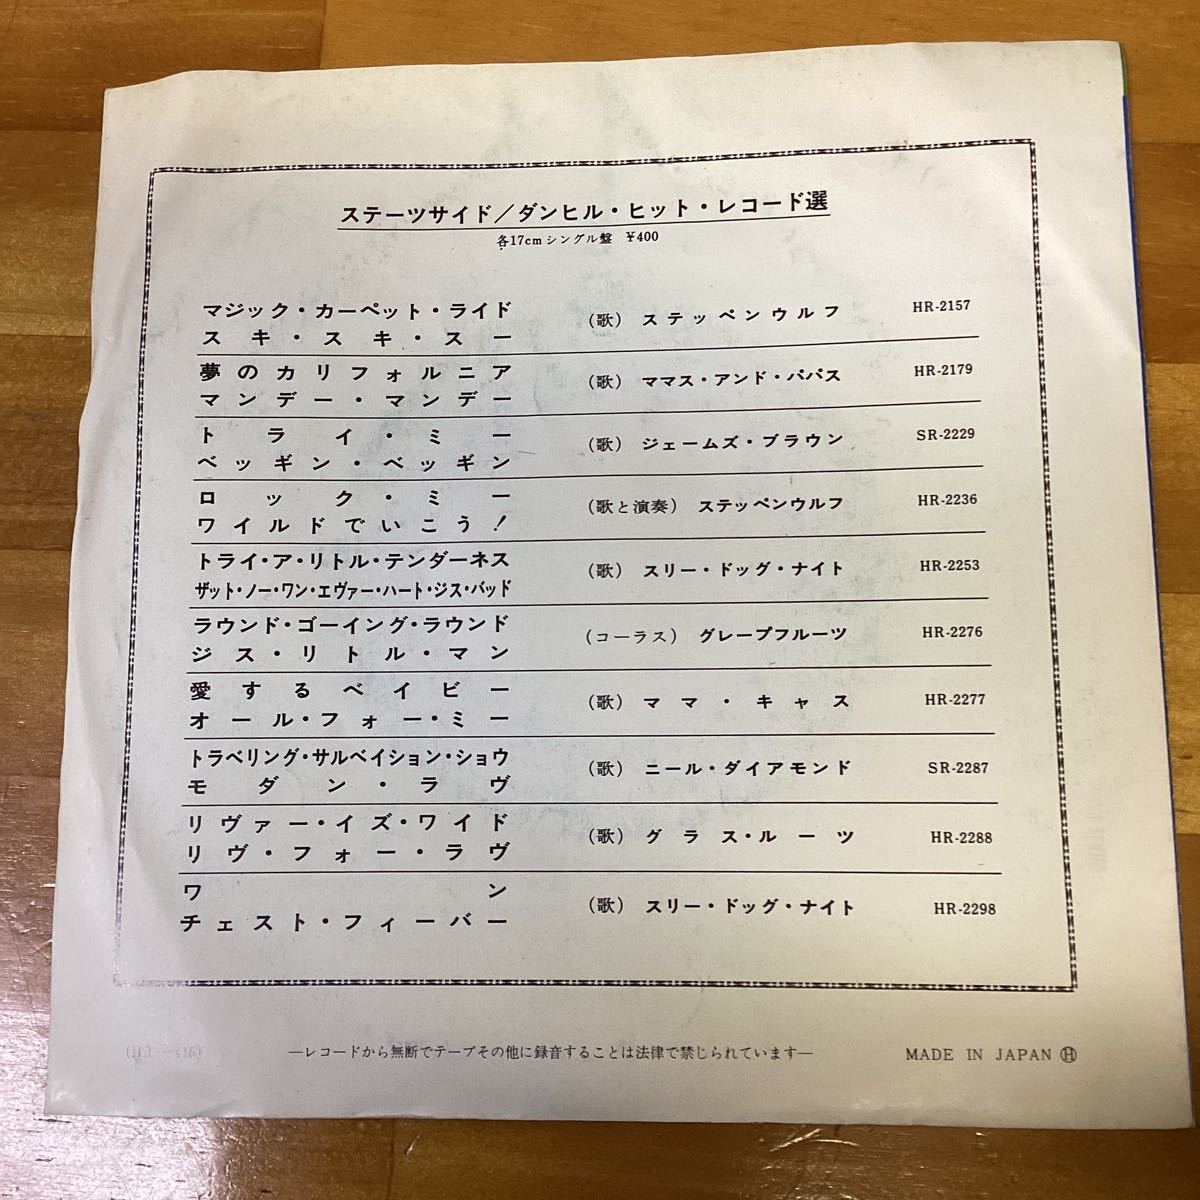 ステーツサイド／ダンヒル・ヒット・レコード選
各17cmシングル盤 ¥400
マジック・カーペット・ライド
スキ・スキ・スー
(歌) ステッペンウルフ HR-2157
夢のカリフォルニア
マンデー・マンデー
(歌) ママス・アンド・パパス HR-2179
トライ・ミー
ベッギン・ベッギン
(歌) ジェームズ・ブラウン SR-2229
ロック・ミー
ワイルドでいこう!
(歌と演奏) ステッペンウルフ HR-2236
トライ・ア・リトル・テンダーネス
ザット・ノー・ワン・エヴァー・ハート・ジス・バッド
(歌) スリー・ドッグ・ナイト HR-2253
ラウンド・ゴーイング・ラウンド
ジス・リトル・マン
(コーラス) グレープフルーツ HR-2276
愛するベイビー
オール・フォー・ミー
(歌) ママ・キャス HR-2277
トラベリング・サルベイション・ショウ
モダン・ラヴ
(歌) ニール・ダイアモンド SR-2287
リヴァー・イズ・ワイド
リヴ・フォー・ラヴ
(歌) グラス・ルーツ HR-2288
ワン
チェスト・フィーバー
(歌) スリー・ドッグ・ナイト HR-2298
—レコードから無断でテープその他に録音することは法律で禁じられています—
MADE IN JAPAN Ⓗ